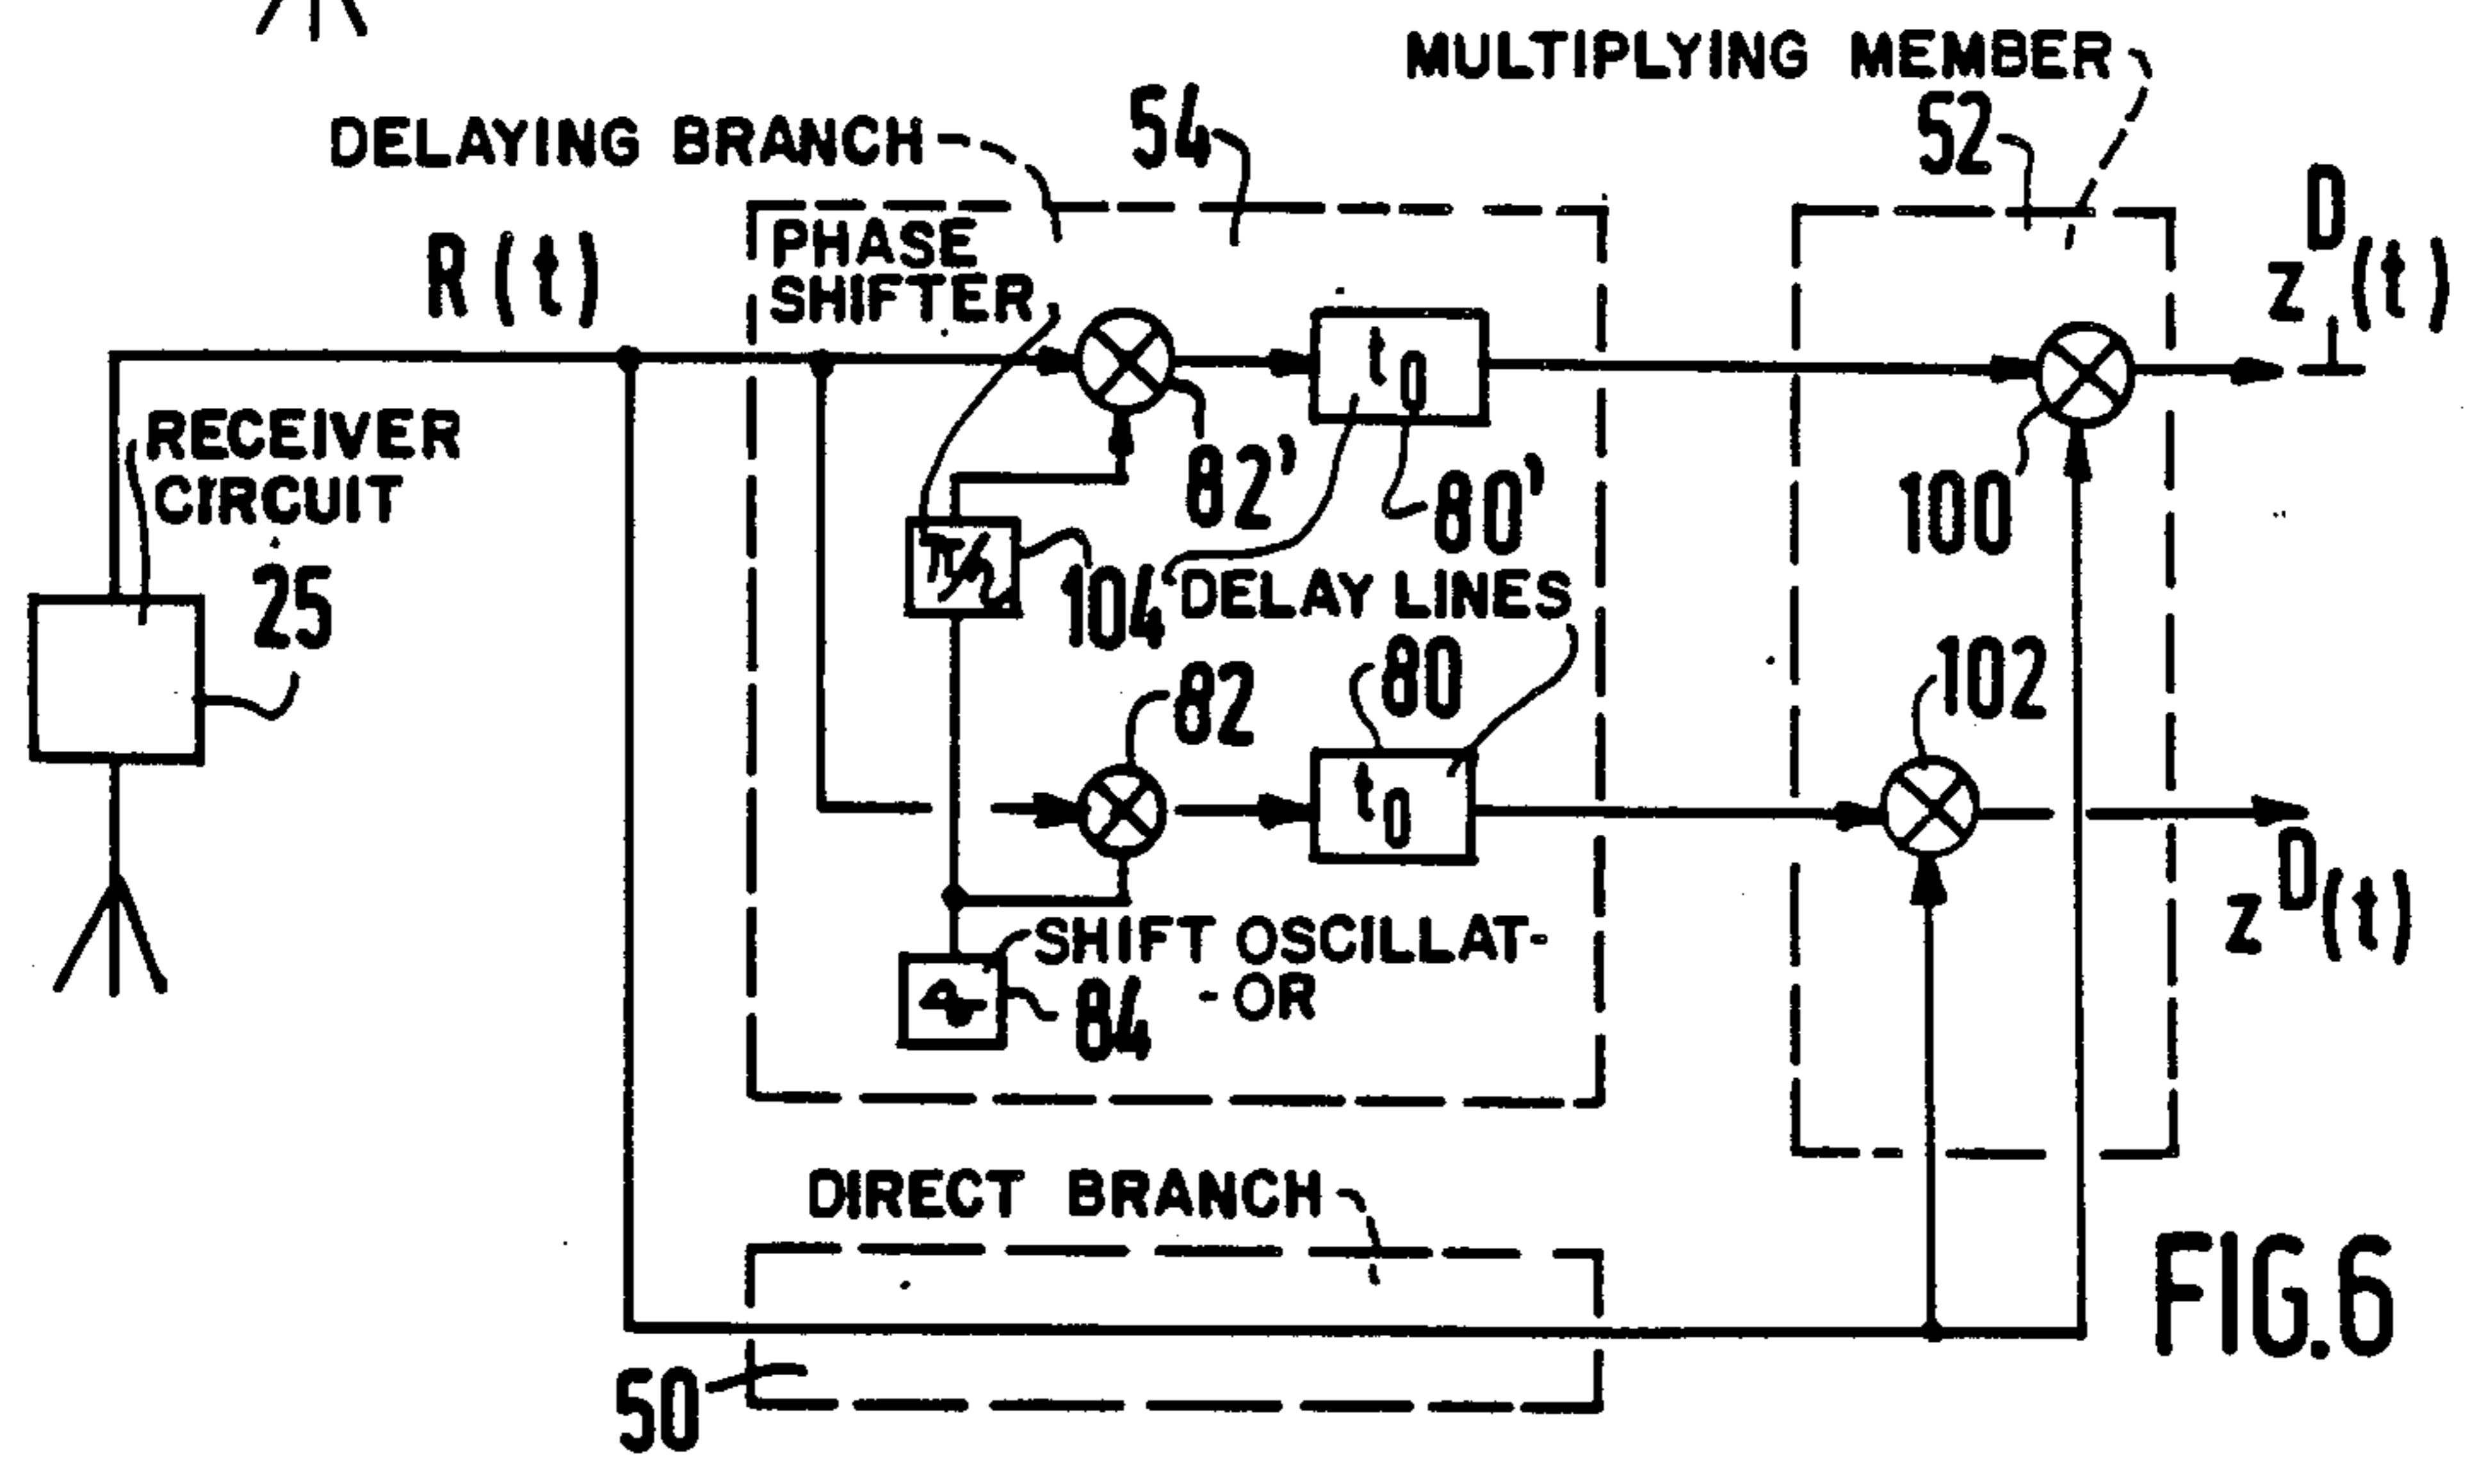 MULTIPLYING MEMBER
DELAYING BRANCH
54
52
D
z (t)
⊥
R(t)
PHASE
SHIFTER
t0
RECEIVER
CIRCUIT
25
82'
80'
100
π/2
104
DELAY LINES
82
80
102
t0
D
z (t)
SHIFT OSCILLAT-
-OR
84
DIRECT BRANCH
50
FIG.6